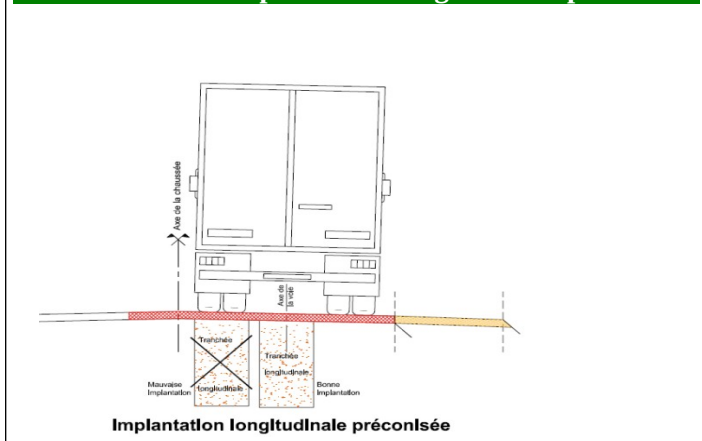 Axe de la chaussée
Axe de
la voie
Tranchée
longitudinale
Tranchée
longitudinale
Mauvaise
Implantation
Bonne
Implantation
Implantation longitudinale préconisée